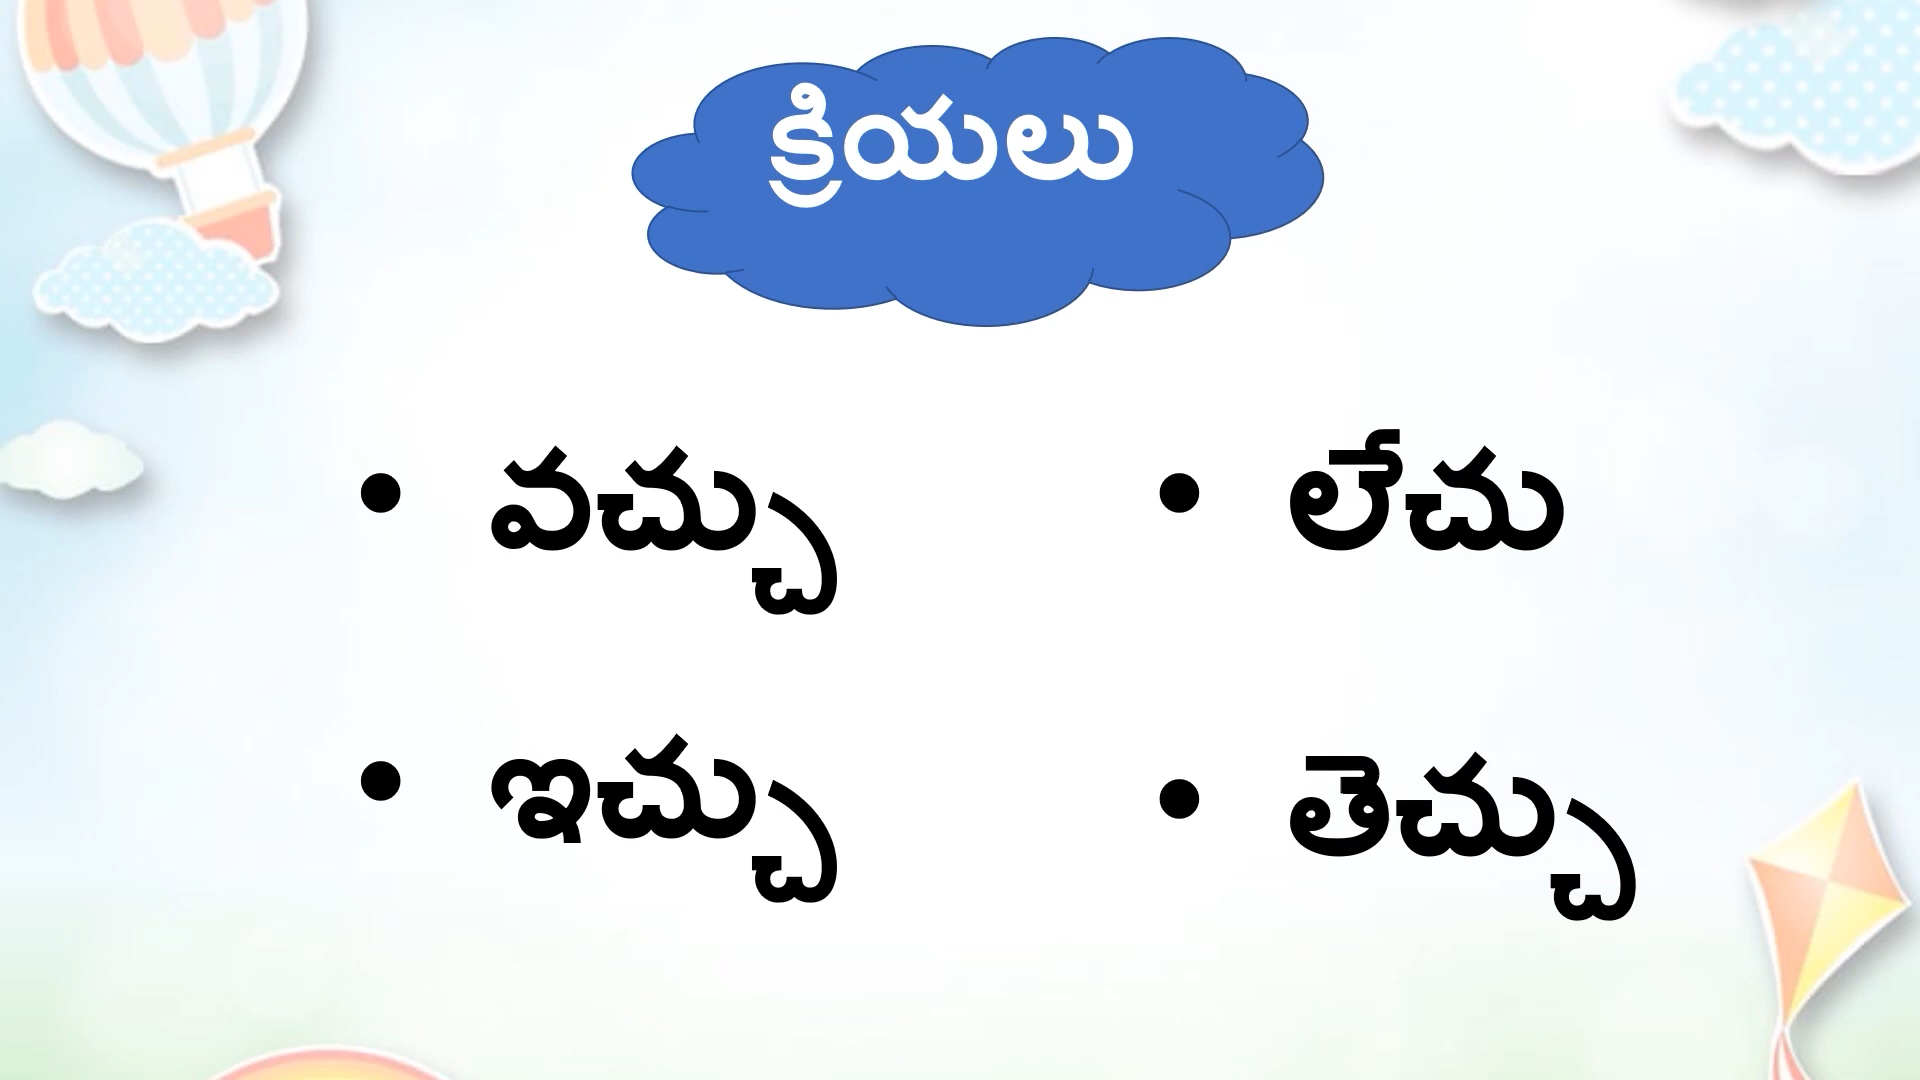 క్రియలు
• వచ్చు
• ఇచ్చు
• లేచు
• తెచ్చు